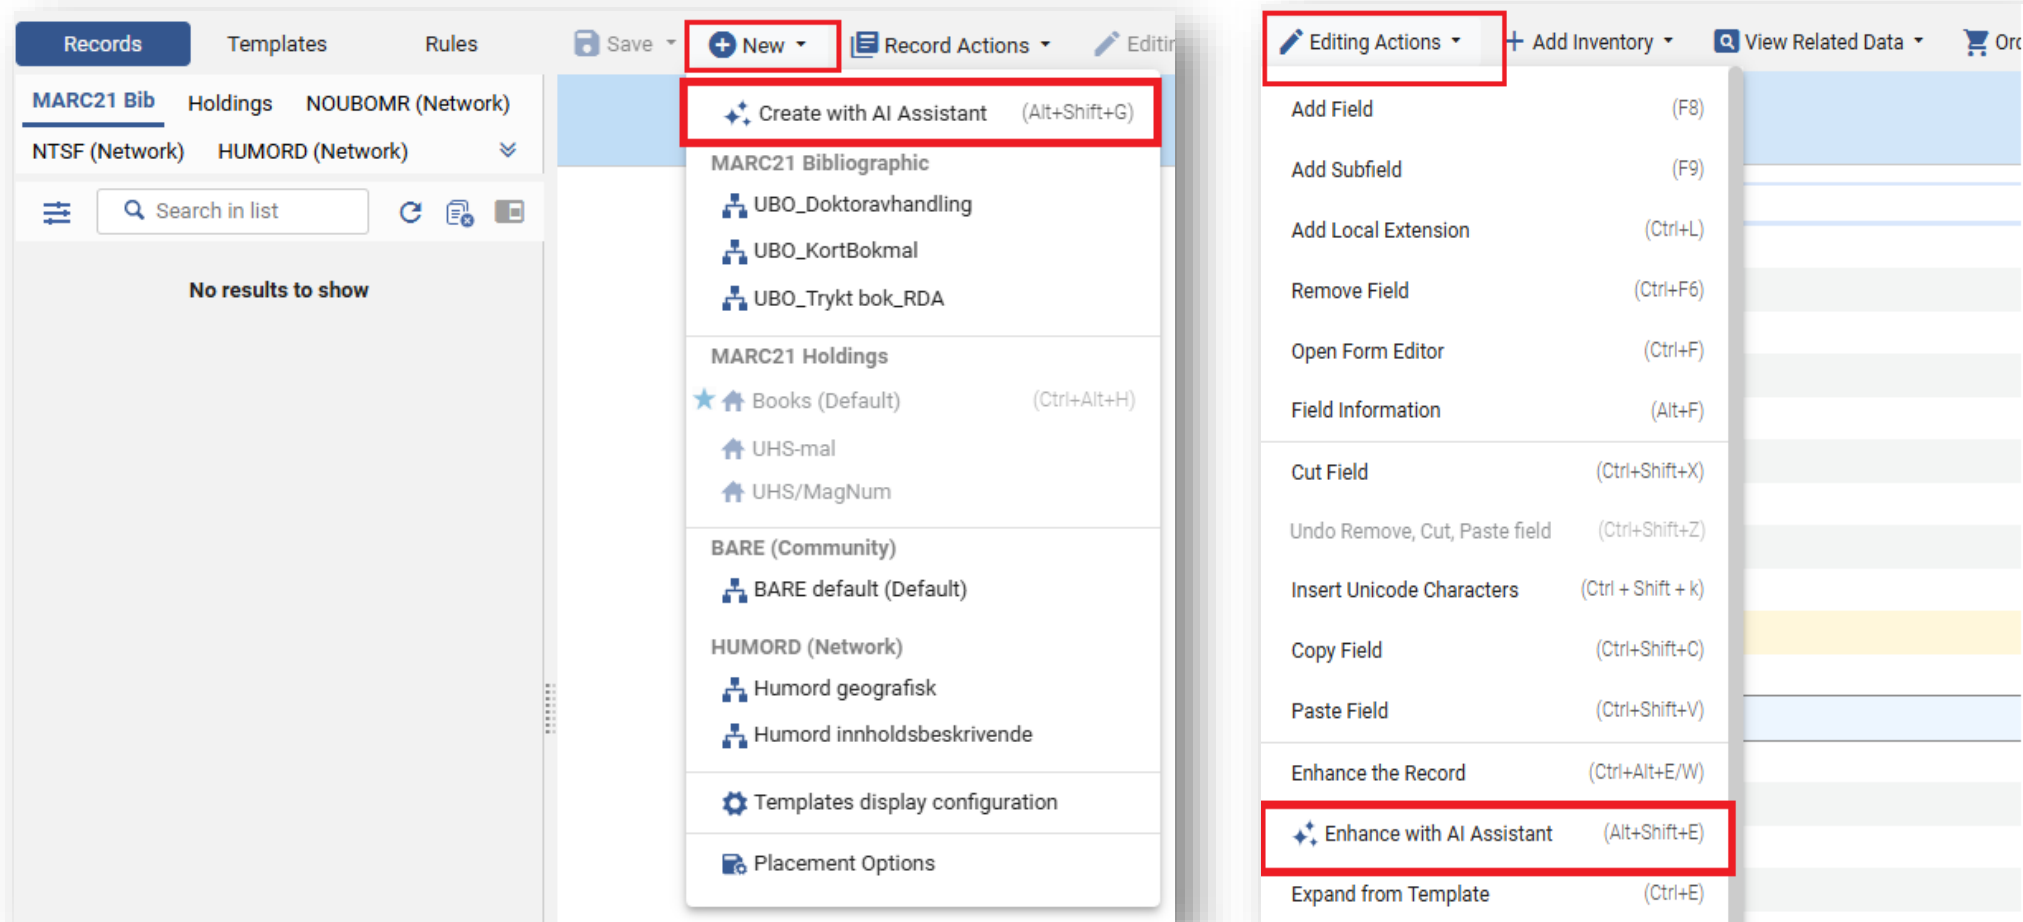 Records
Templates
Rules
Save
New
Record Actions
MARC21 Bib
Holdings
NOUBOMR (Network)
NTSF (Network)
HUMORD (Network)
Search in list
No results to show
Create with AI Assistant (Alt+Shift+G)
MARC21 Bibliographic
UBO_Doktoravhandling
UBO_KortBokmal
UBO_Trykt bok_RDA
MARC21 Holdings
Books (Default) (Ctrl+Alt+H)
UHS-mal
UHS/MagNum
BARE (Community)
BARE default (Default)
HUMORD (Network)
Humord geografisk
Humord innholdsbeskrivende
Templates display configuration
Placement Options
Editing Actions
Add Inventory
View Related Data
Add Field (F8)
Add Subfield (F9)
Add Local Extension (Ctrl+L)
Remove Field (Ctrl+F6)
Open Form Editor (Ctrl+F)
Field Information (Alt+F)
Cut Field (Ctrl+Shift+X)
Undo Remove, Cut, Paste field (Ctrl+Shift+Z)
Insert Unicode Characters (Ctrl + Shift + k)
Copy Field (Ctrl+Shift+C)
Paste Field (Ctrl+Shift+V)
Enhance the Record (Ctrl+Alt+E/W)
Enhance with AI Assistant (Alt+Shift+E)
Expand from Template (Ctrl+E)